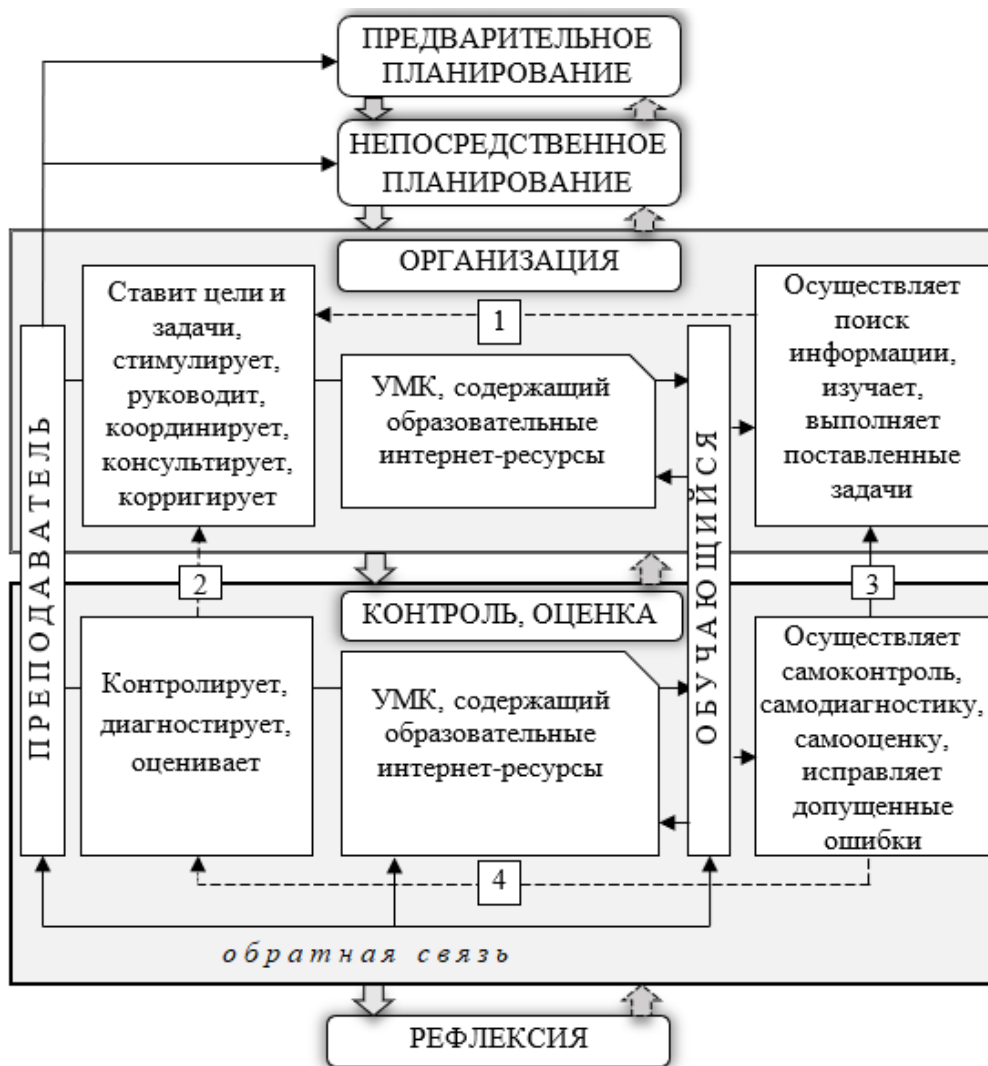 ПРЕДВАРИТЕЛЬНОЕ
ПЛАНИРОВАНИЕ
НЕПОСРЕДСТВЕННОЕ
ПЛАНИРОВАНИЕ
ОРГАНИЗАЦИЯ
ПРЕПОДАВАТЕЛЬ
Ставит цели и
задачи,
стимулирует,
руководит,
координирует,
консультирует,
корригирует
1
УМК, содержащий
образовательные
интернет-ресурсы
ОБУЧАЮЩИЙСЯ
Осуществляет
поиск
информации,
изучает,
выполняет
поставленные
задачи
2
3
КОНТРОЛЬ, ОЦЕНКА
Контролирует,
диагностирует,
оценивает
УМК, содержащий
образовательные
интернет-ресурсы
Осуществляет
самоконтроль,
самодиагностику,
самооценку,
исправляет
допущенные
ошибки
4
обратная связь
РЕФЛЕКСИЯ